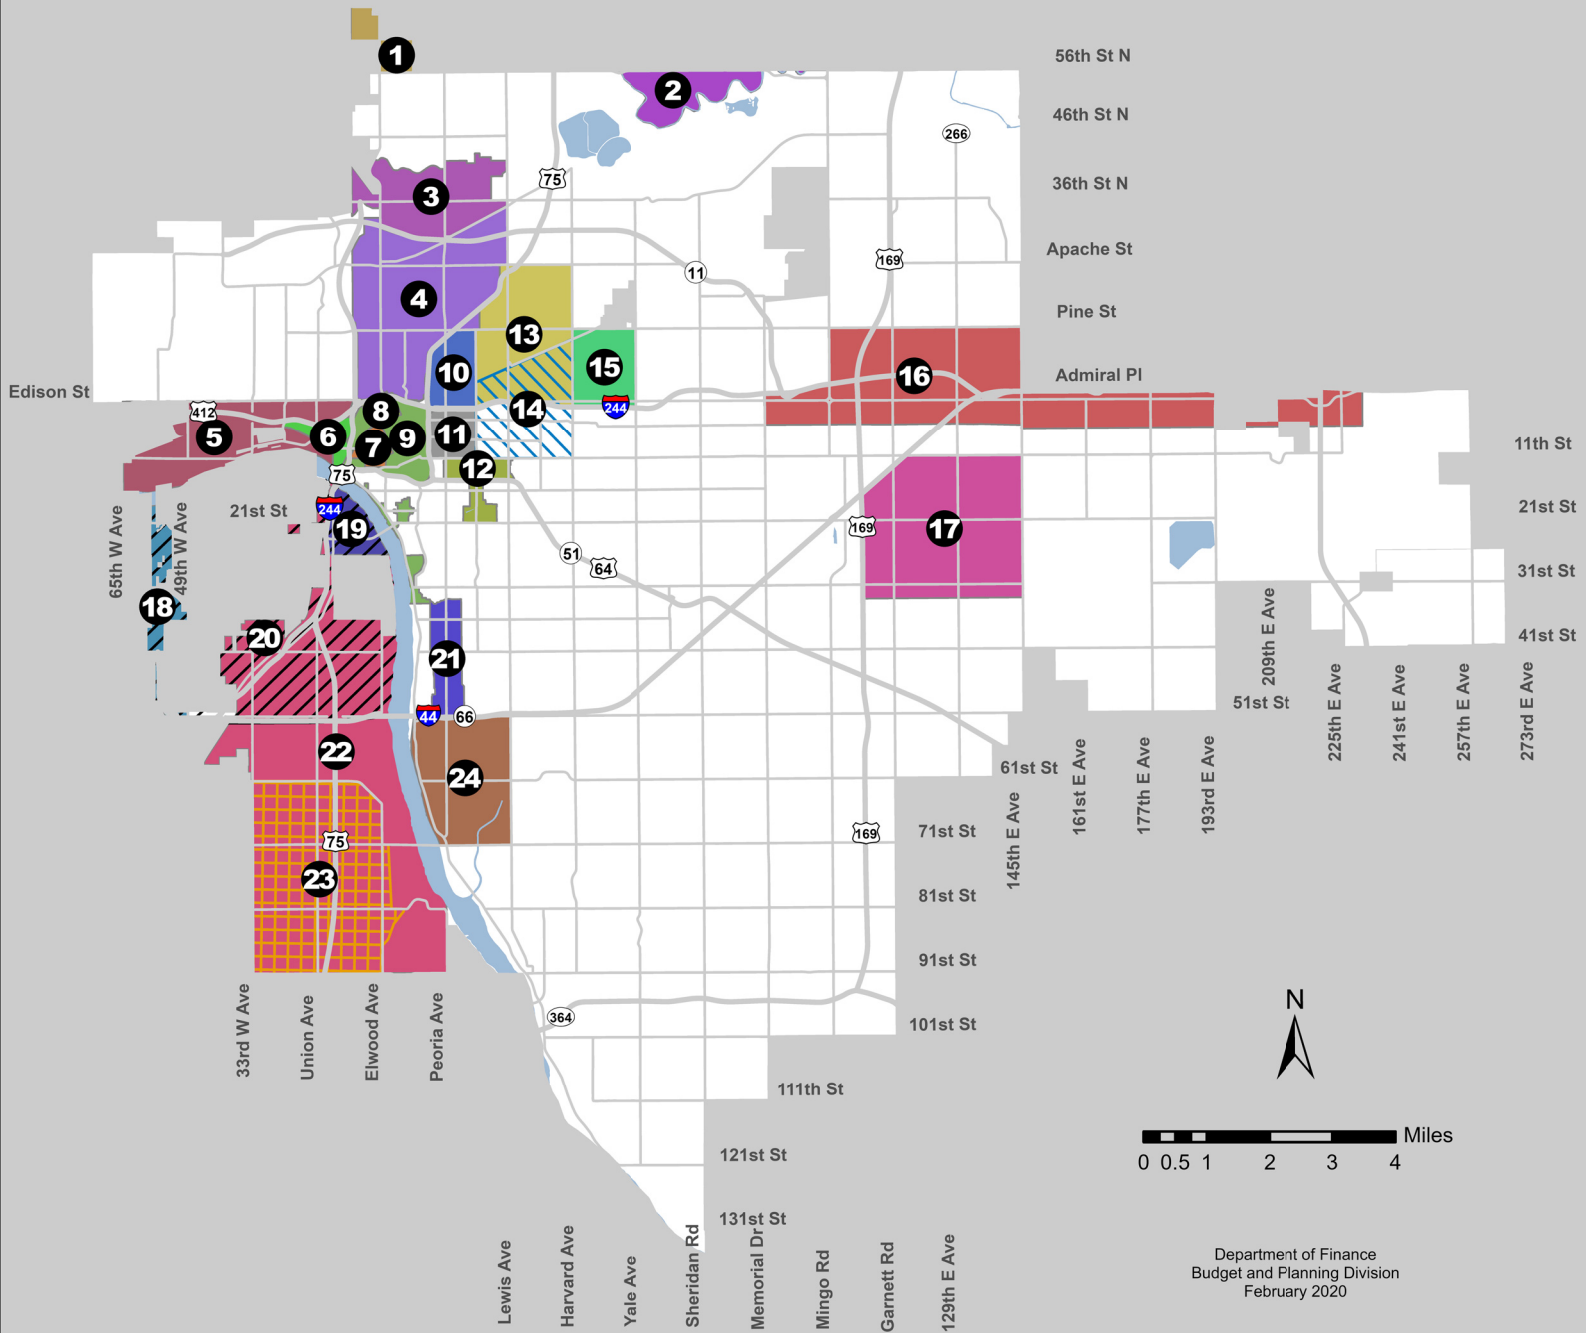 1
56th St N
2
46th St N
266
75
36th St N
3
Apache St
169
11
4
Pine St
13
15
10
16
Admiral Pl
Edison St
412
8
14
244
5
6
7
9
11
11th St
12
75
21st St
244
19
21st St
65th W Ave
49th W Ave
169
17
51
64
31st St
18
20
209th E Ave
41st St
21
44
66
51st St
22
24
61st St
225th E Ave
241st E Ave
257th E Ave
273rd E Ave
145th E Ave
161st E Ave
177th E Ave
193rd E Ave
75
169
71st St
23
81st St
91st St
33rd W Ave
Union Ave
Elwood Ave
Peoria Ave
364
101st St
N
111th St
Miles
0 0.5 1 2 3 4
121st St
131st St
Lewis Ave
Harvard Ave
Yale Ave
Sheridan Rd
Memorial Dr
Mingo Rd
Garnett Rd
129th E Ave
Department of Finance
Budget and Planning Division
February 2020